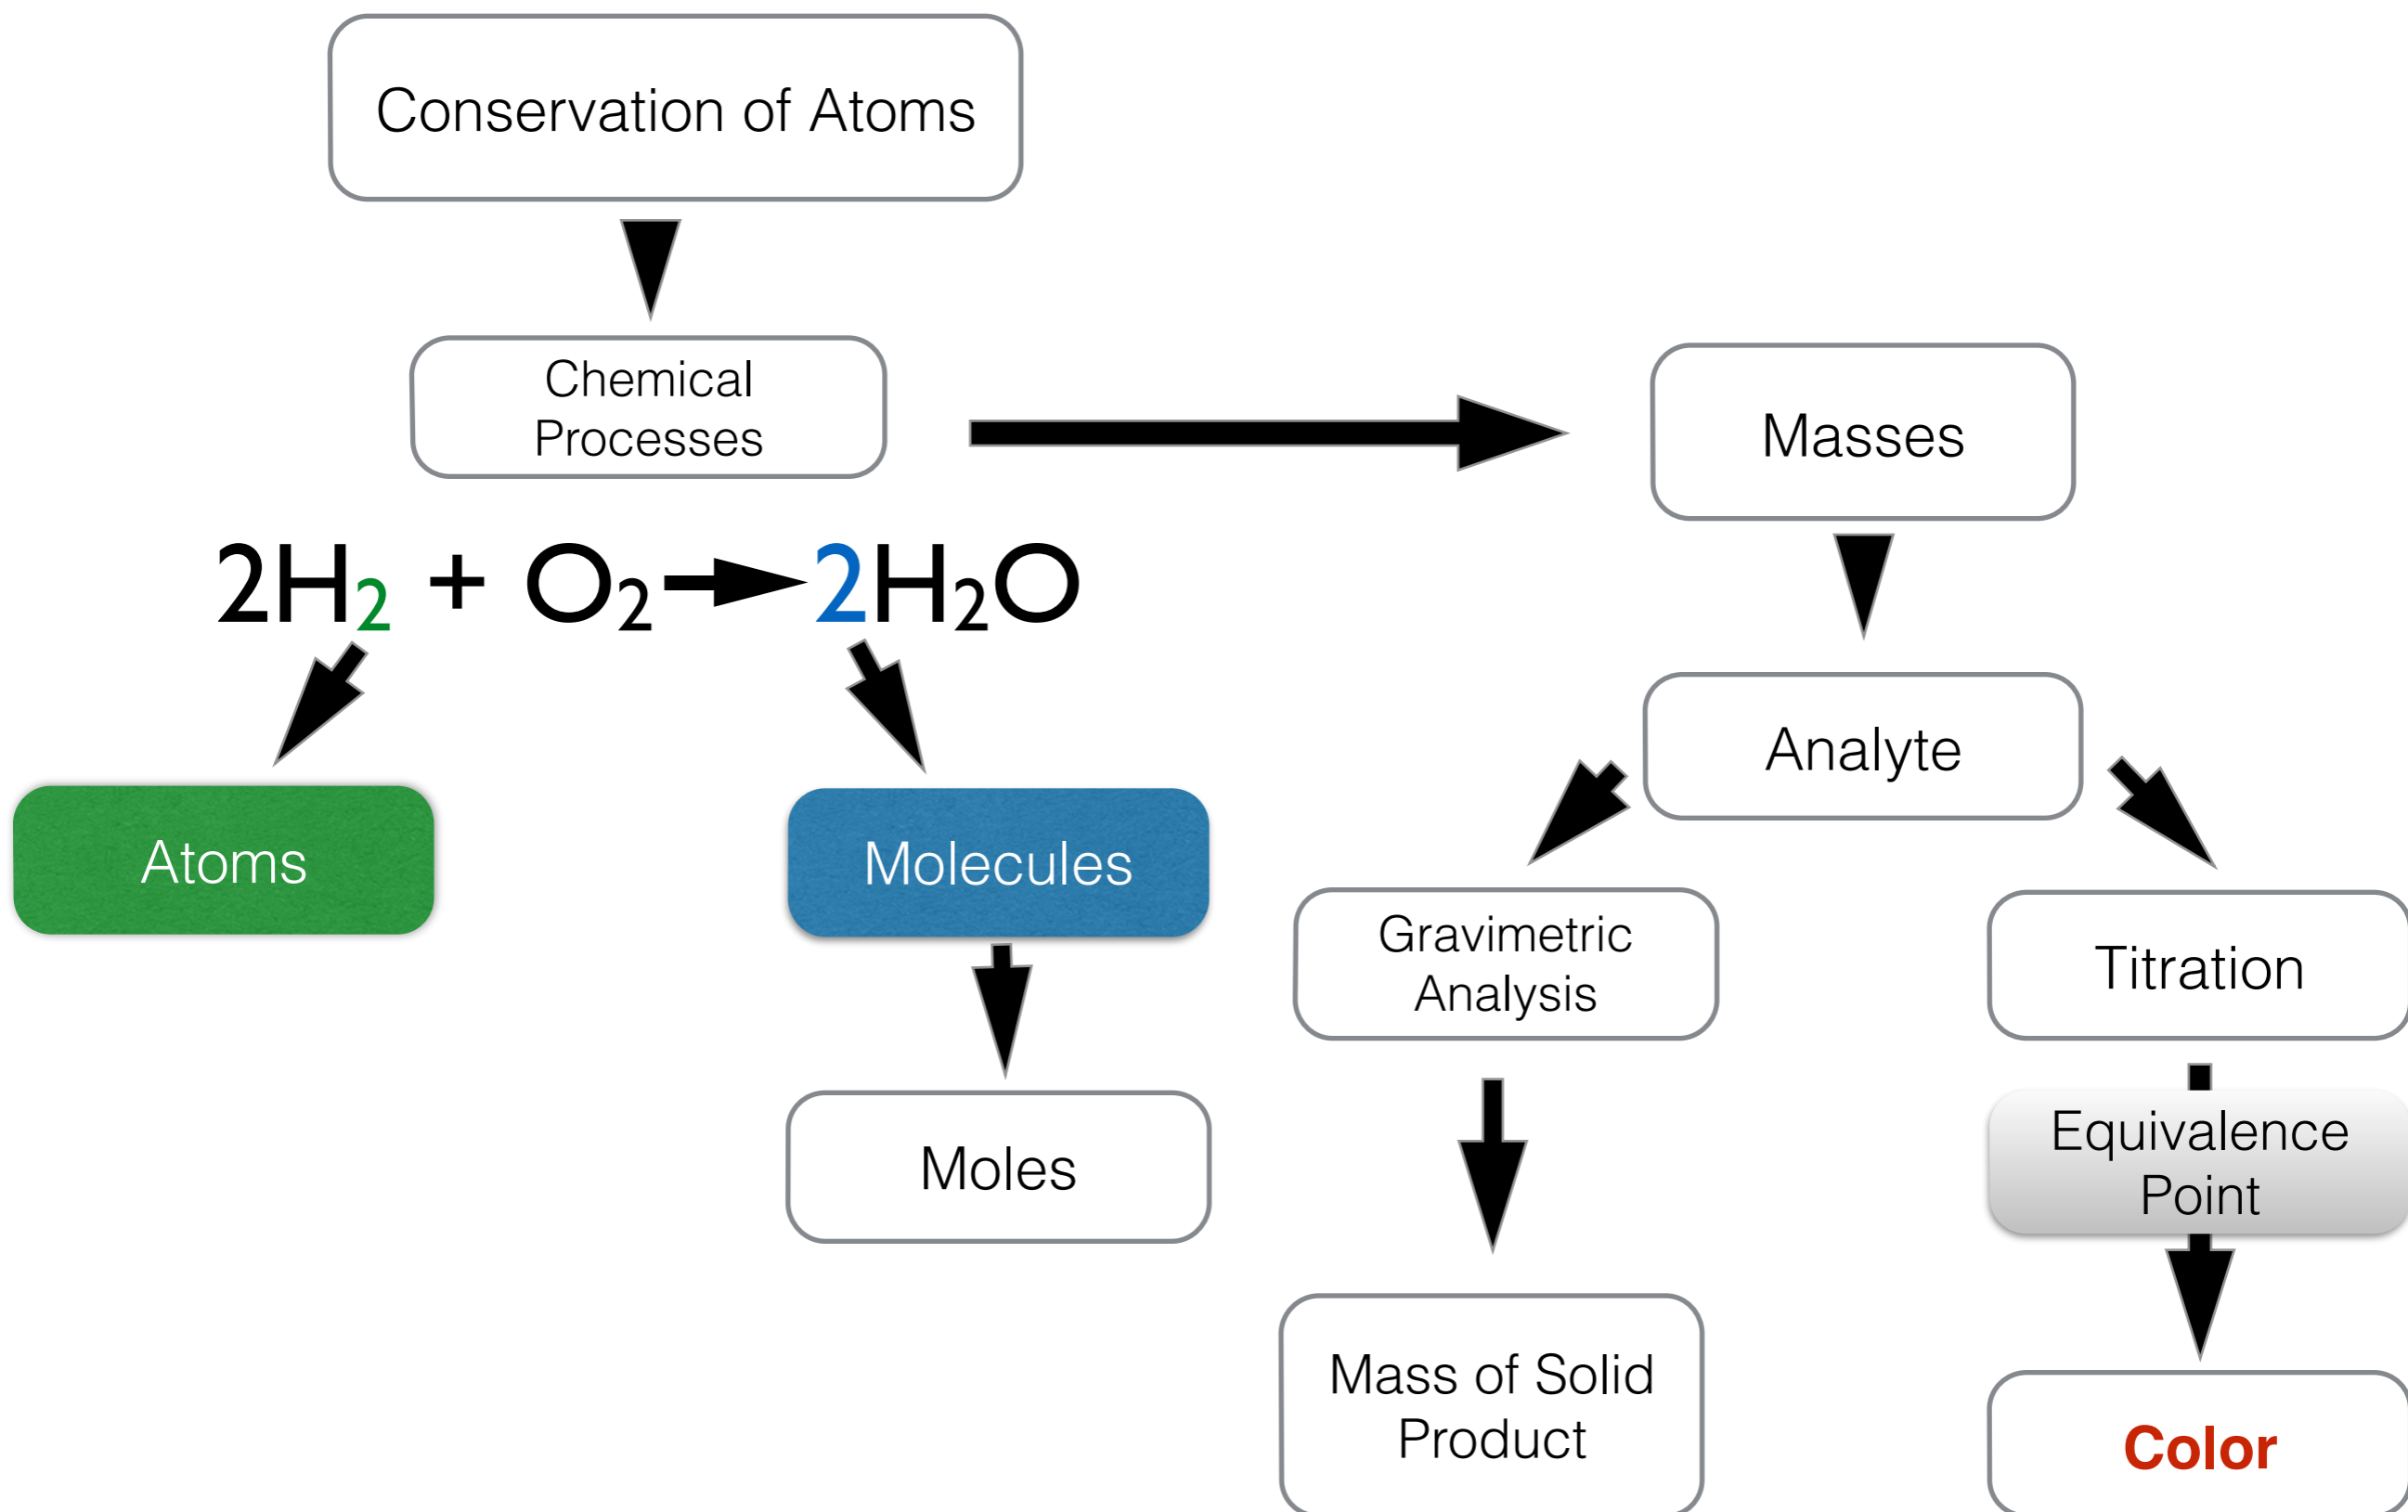 Conservation of Atoms
Chemical
Processes
Masses
2H₂ + O₂ → 2H₂O
Analyte
Atoms
Molecules
Gravimetric
Analysis
Titration
Moles
Equivalence
Point
Mass of Solid
Product
Color